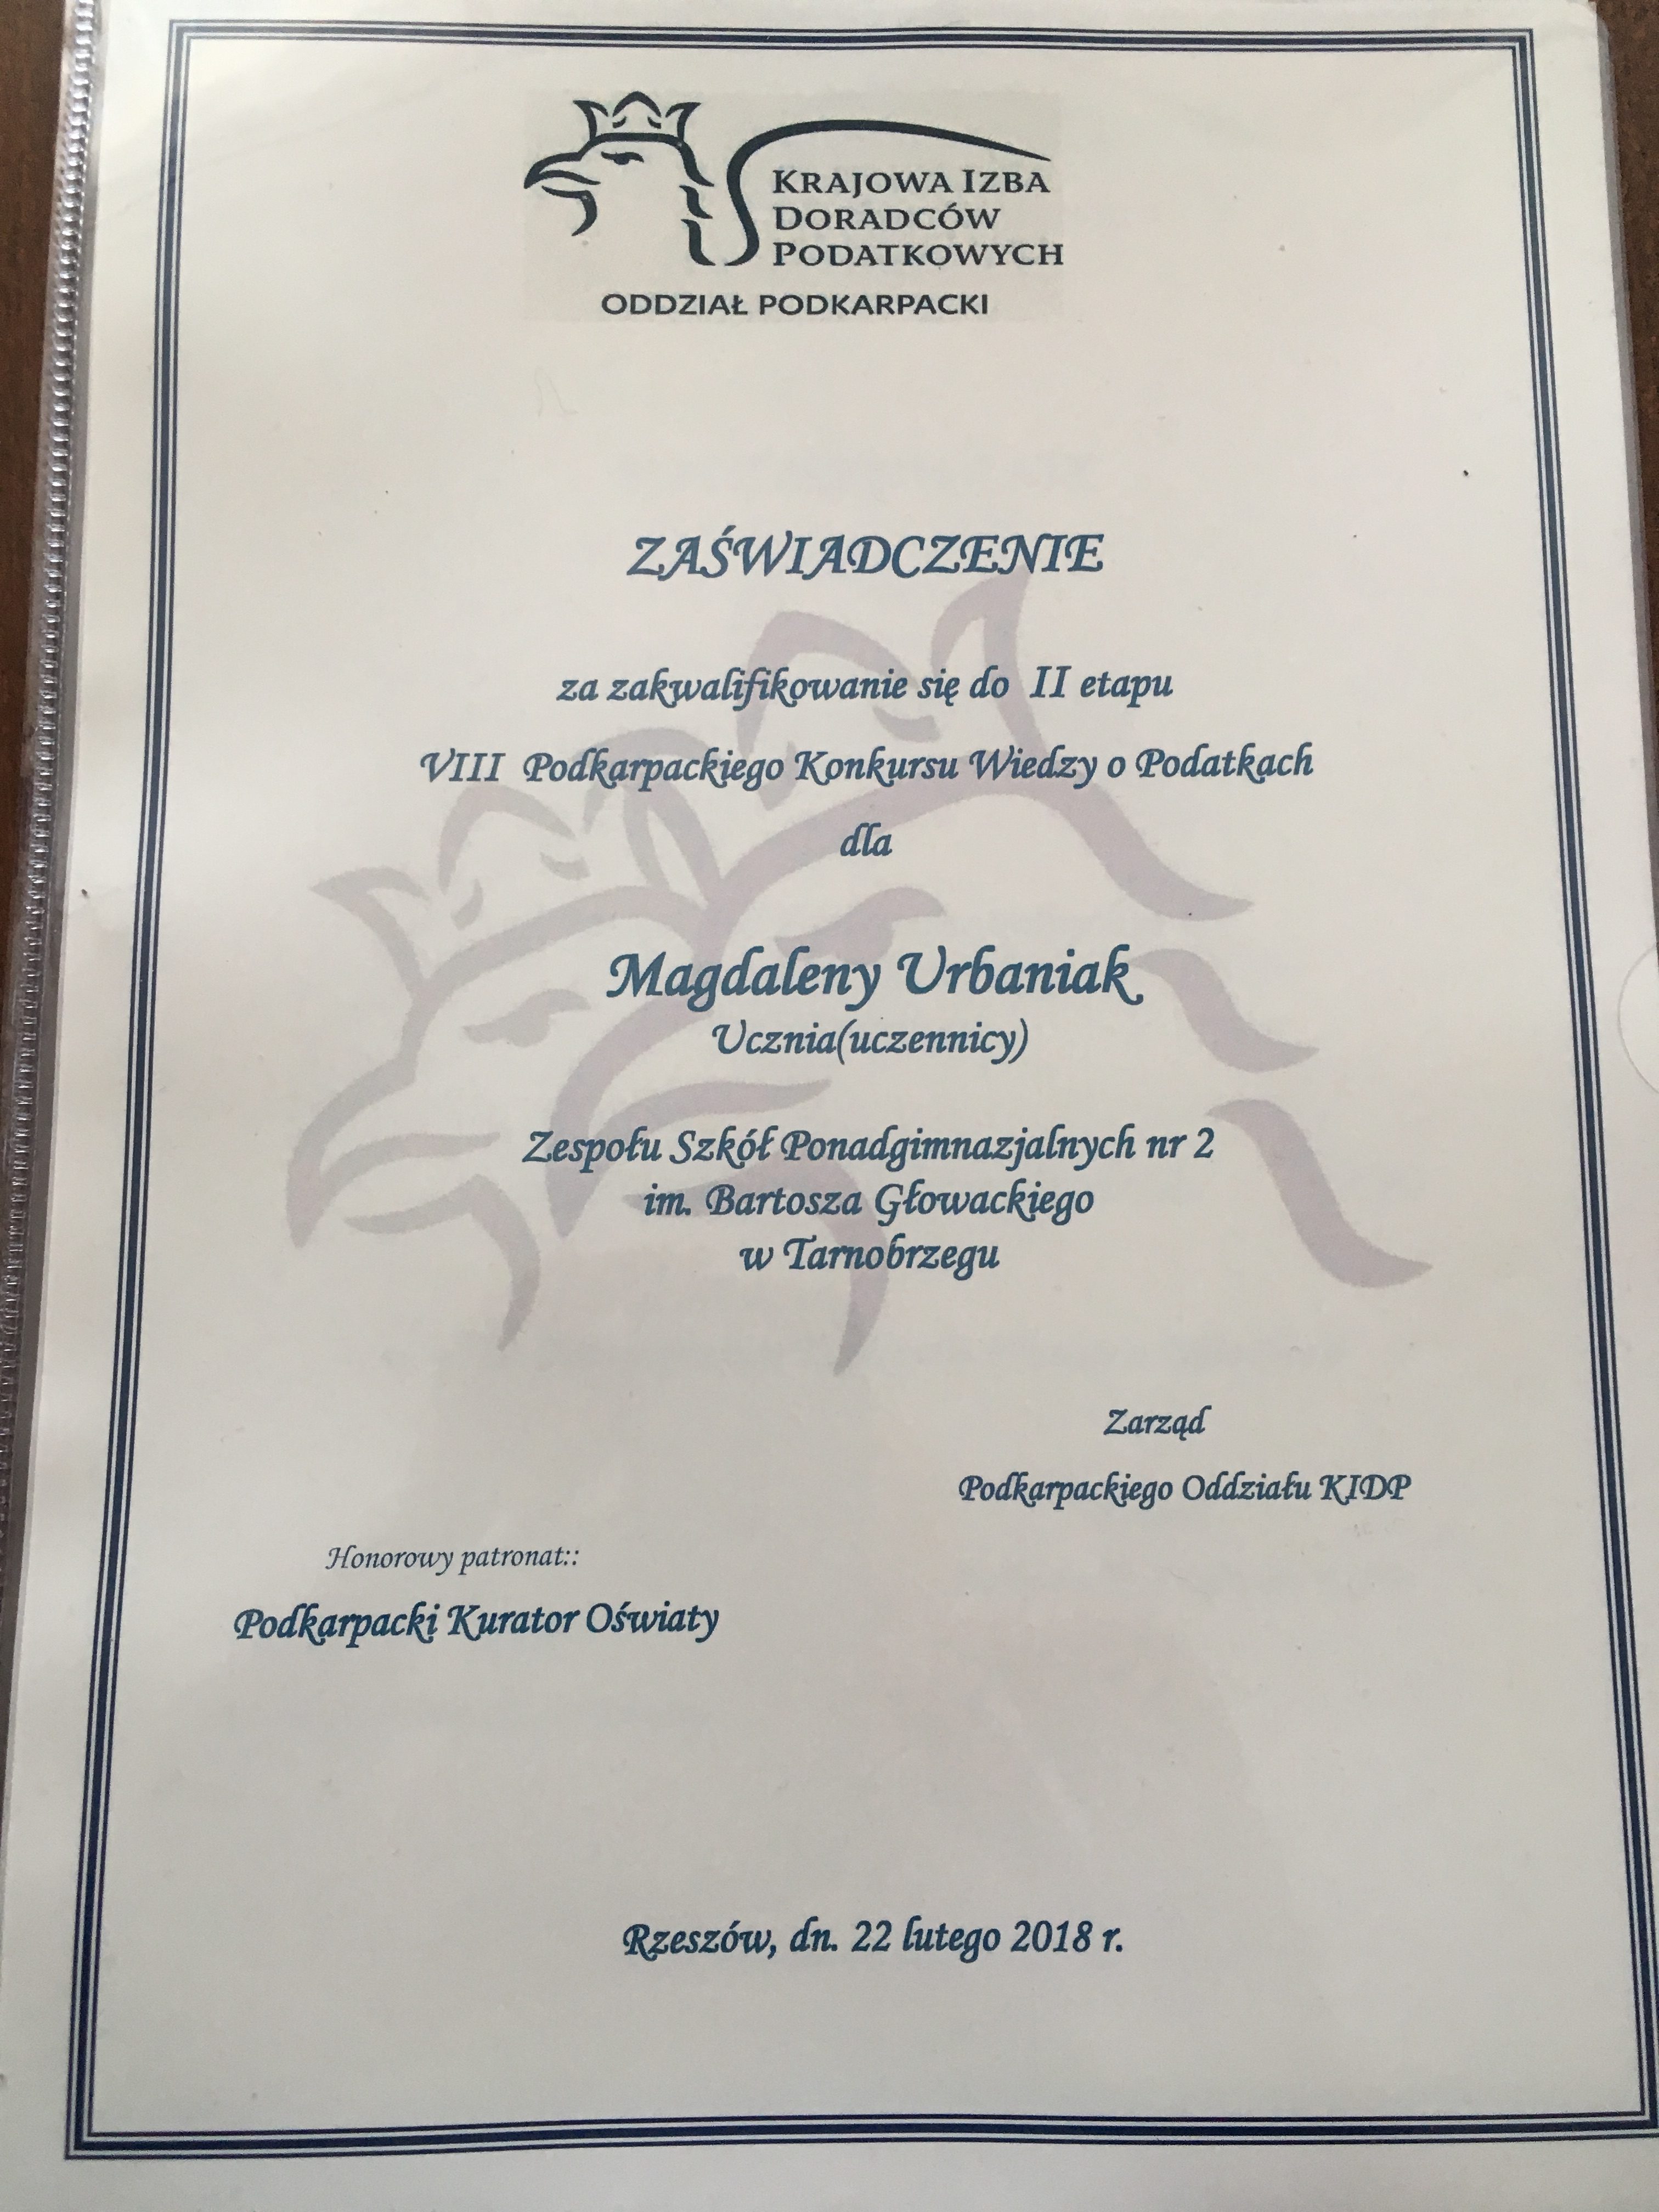 KRAJOWA IZBA
DORADCÓW
PODATKOWYCH
ODDZIAŁ PODKARPACKI
ZAŚWIADCZENIE
za zakwalifikowanie się do II etapu
VIII Podkarpackiego Konkursu Wiedzy o Podatkach
dla
Magdaleny Urbaniak
Ucznia(uczennicy)
Zespołu Szkół Ponadgimnazjalnych nr 2
im. Bartosza Głowackiego
w Tarnobrzegu
Zarząd
Podkarpackiego Oddziału KIDP
Honorowy patronat::
Podkarpacki Kurator Oświaty
Rzeszów, dn. 22 lutego 2018 r.